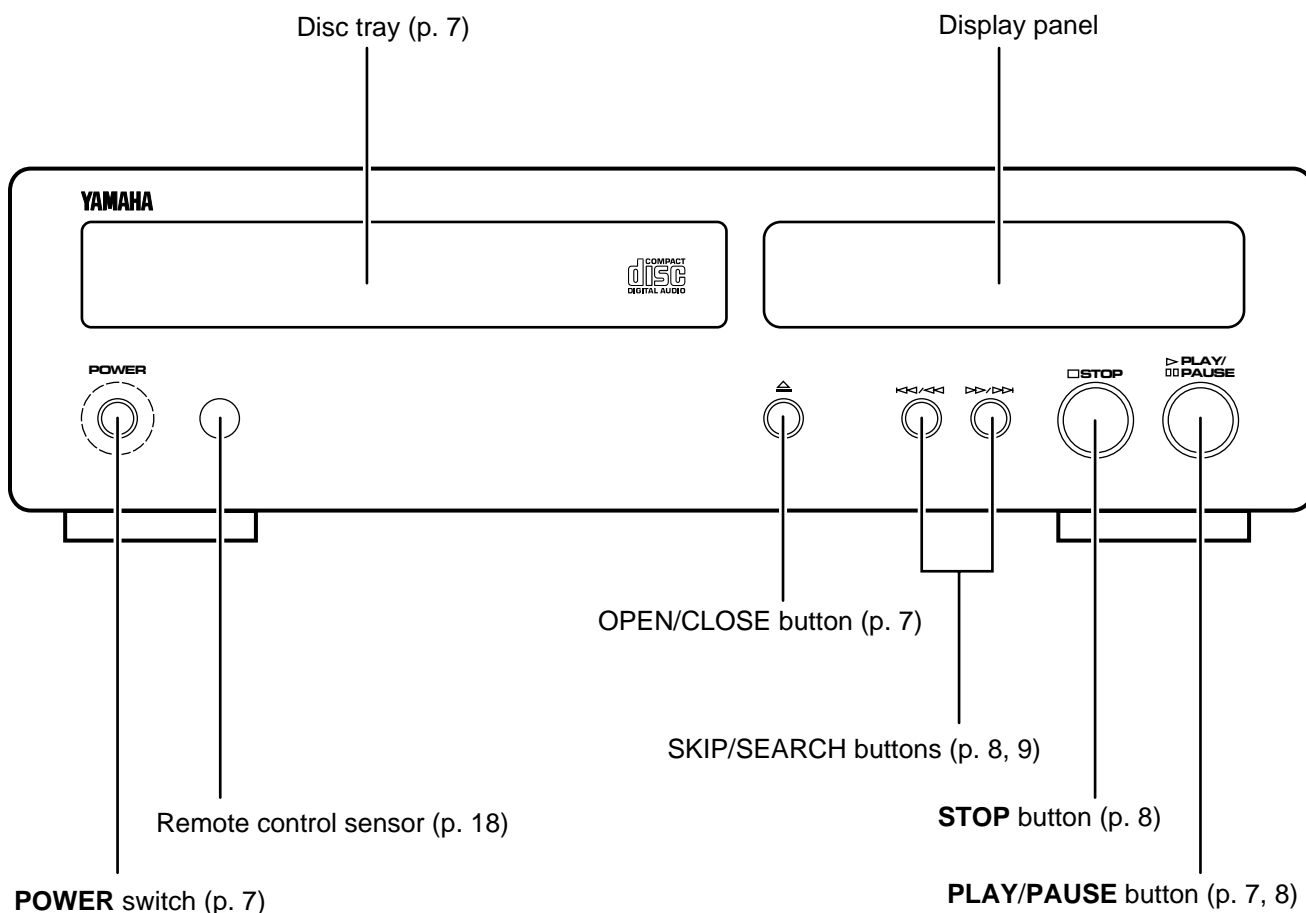 Disc tray (p. 7)
Display panel
YAMAHA
COMPACT
disc
DIGITAL AUDIO
POWER
STOP
PLAY/
PAUSE
OPEN/CLOSE button (p. 7)
SKIP/SEARCH buttons (p. 8, 9)
Remote control sensor (p. 18)
STOP button (p. 8)
POWER switch (p. 7)
PLAY/PAUSE button (p. 7, 8)